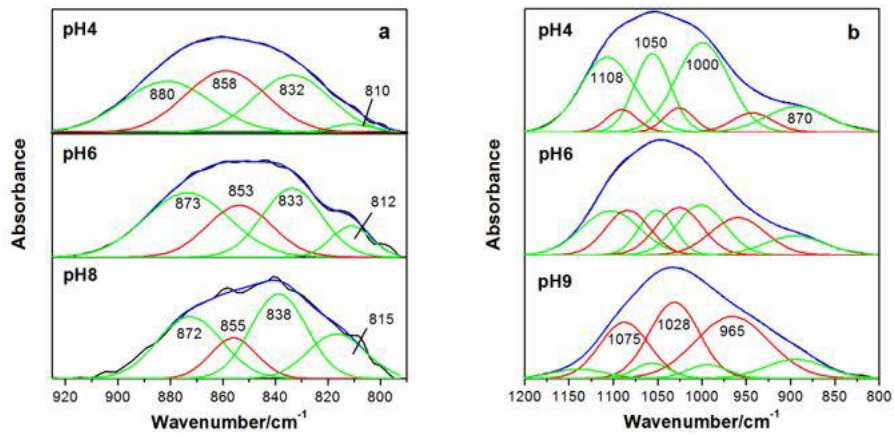 pH4
a
880
858
832
810
pH6
873
853
833
812
pH8
872
855
838
815
Absorbance
920
900
880
860
840
820
800
Wavenumber/cm⁻¹
pH4
b
1108
1050
1000
870
pH6
pH9
1075
1028
965
Absorbance
1200
1150
1100
1050
1000
950
900
850
800
Wavenumber/cm⁻¹